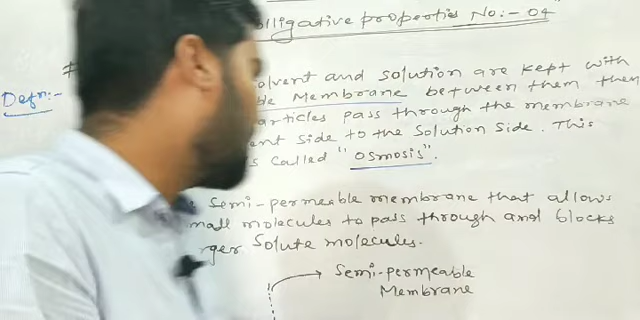 olligative properties No:- 04
#
Defn:-
olvent and solution are kept with
le Membrane between them then
articles pass through the membrane
ent side to the solution side. This
s called "osmosis".
Semi-permeable membrane that allows
mall molecules to pass through and blocks
rger solute molecules.
Semi-permeable
Membrane